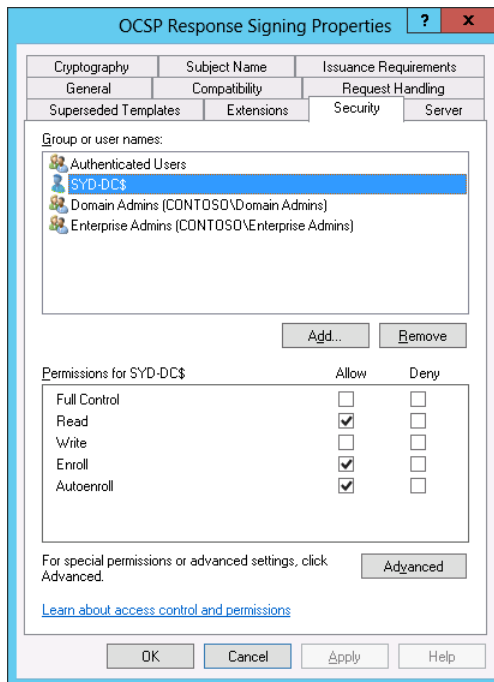 OCSP Response Signing Properties ? x
Cryptography Subject Name Issuance Requirements
General Compatibility Request Handling
Superseded Templates Extensions Security Server
Group or user names:
Authenticated Users
SYD-DC$
Domain Admins (CONTOSO\Domain Admins)
Enterprise Admins (CONTOSO\Enterprise Admins)
Add... Remove
Permissions for SYD-DC$ Allow Deny
Full Control
Read
Write
Enroll
Autoenroll
For special permissions or advanced settings, click
Advanced.
Advanced
Learn about access control and permissions
OK Cancel Apply Help